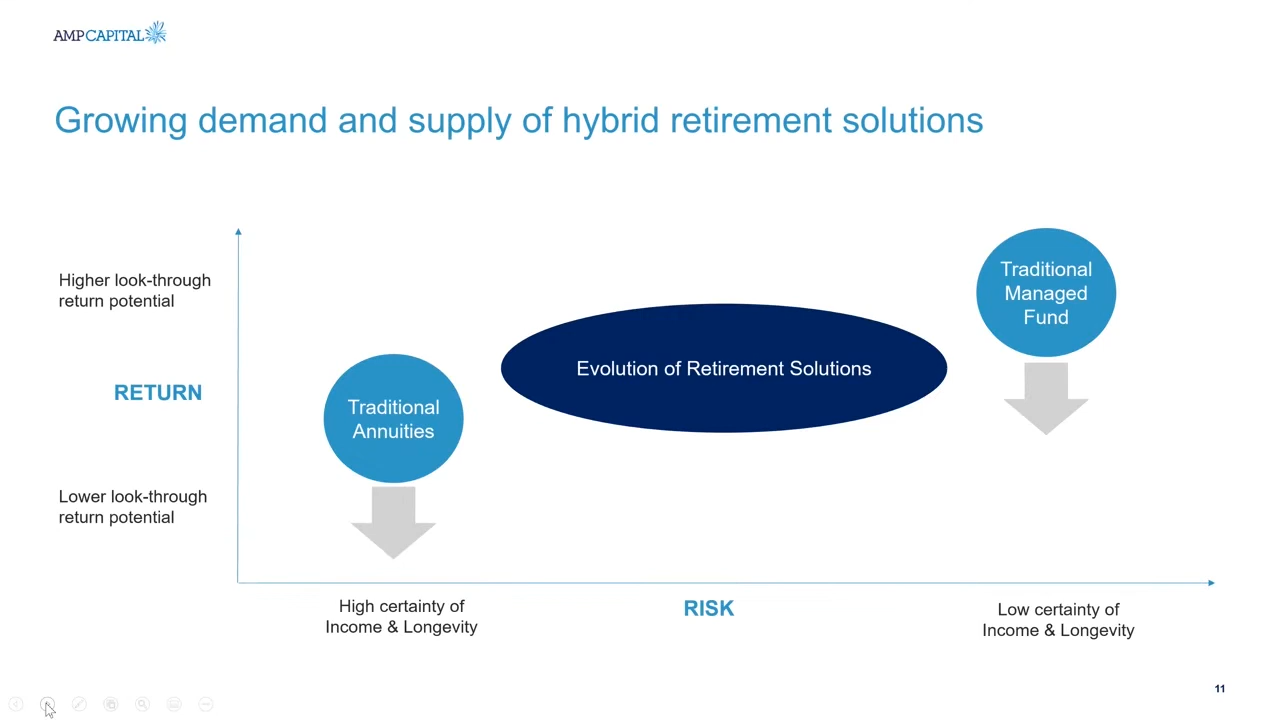 AMP CAPITAL
Growing demand and supply of hybrid retirement solutions
Higher look-through
return potential
RETURN
Lower look-through
return potential
Traditional
Annuities
Evolution of Retirement Solutions
Traditional
Managed
Fund
High certainty of
Income & Longevity
RISK
Low certainty of
Income & Longevity
11